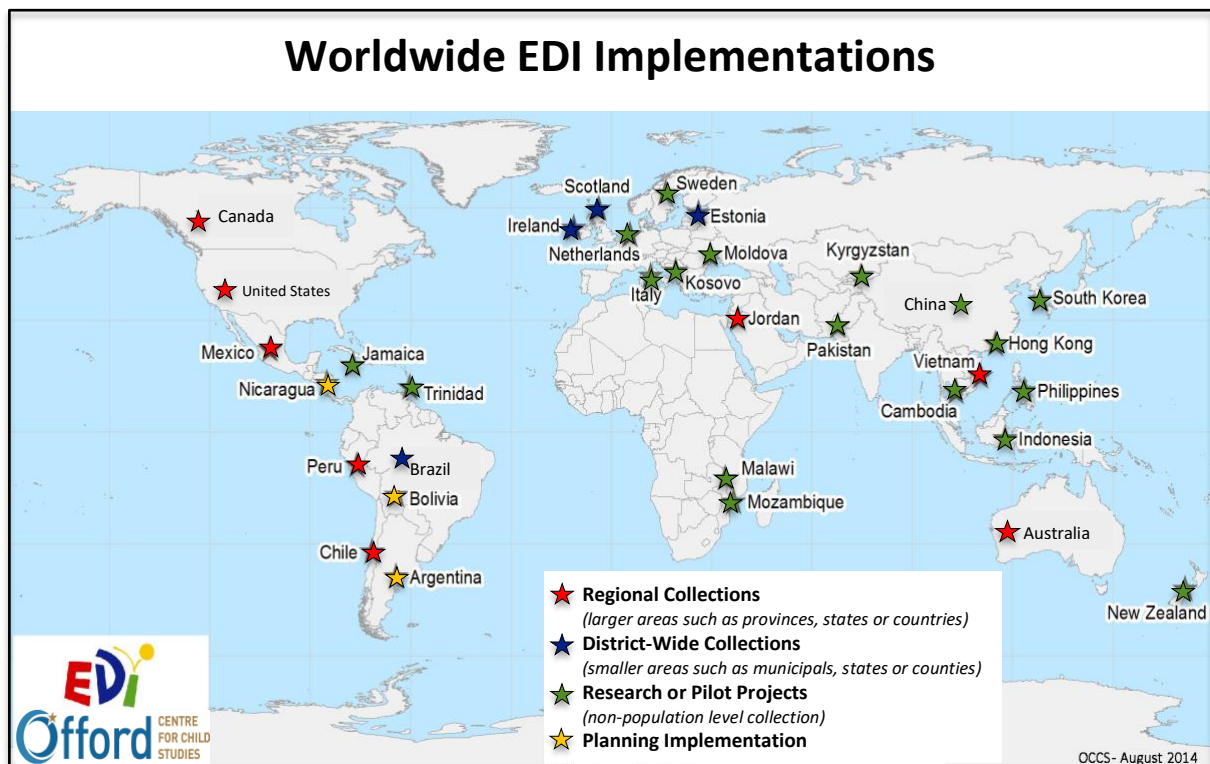 Worldwide EDI Implementations
Scotland
Sweden
Canada
Ireland
Estonia
Netherlands
Moldova
Kyrgyzstan
United States
Italy
Kosovo
China
South Korea
Jordan
Pakistan
Hong Kong
Mexico
Jamaica
Vietnam
Nicaragua
Trinidad
Cambodia
Philippines
Indonesia
Peru
Brazil
Malawi
Bolivia
Mozambique
Australia
Chile
Argentina
New Zealand
Regional Collections
(larger areas such as provinces, states or countries)
District-Wide Collections
(smaller areas such as municipals, states or counties)
Research or Pilot Projects
(non-population level collection)
Planning Implementation
EDI
Offord CENTRE
FOR CHILD
STUDIES
OCCS- August 2014